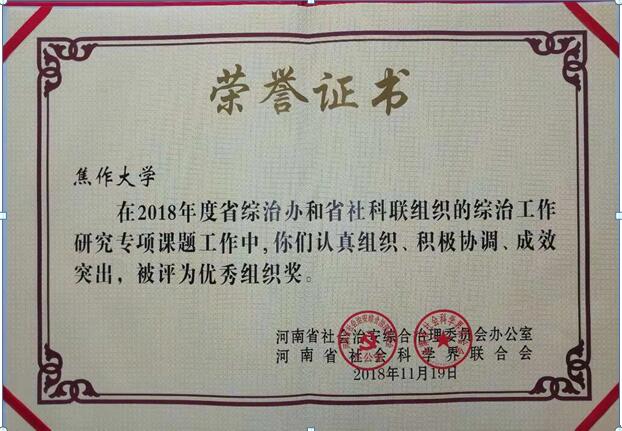 荣誉证书
焦作大学
在2018年度省综治办和省社科联组织的综治工作
研究专项课题工作中,你们认真组织、积极协调、成效
突出，被评为优秀组织奖。
河南省社会治安综合治理委员会办公室
河南省社会科学界联合会
2018年11月19日